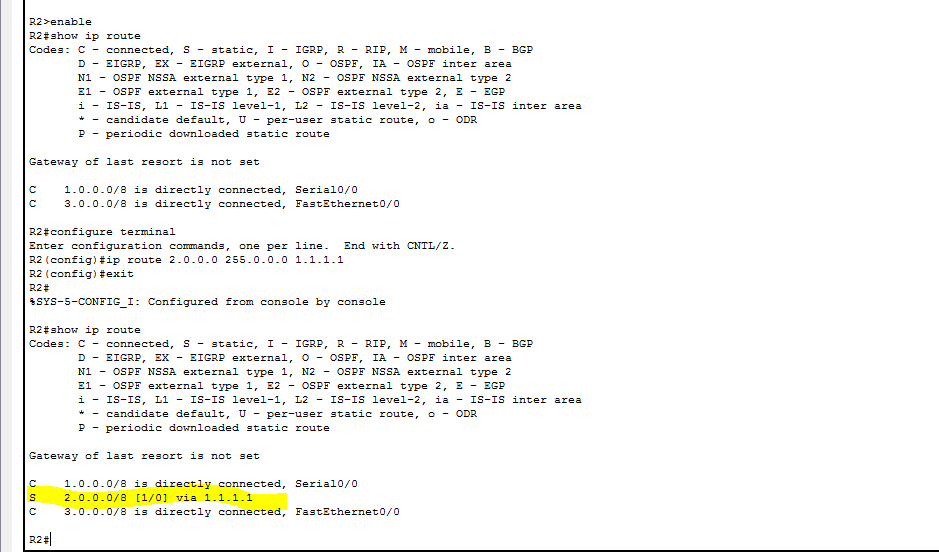 R2>enable
R2#show ip route
Codes: C - connected, S - static, I - IGRP, R - RIP, M - mobile, B - BGP
       D - EIGRP, EX - EIGRP external, O - OSPF, IA - OSPF inter area
       N1 - OSPF NSSA external type 1, N2 - OSPF NSSA external type 2
       E1 - OSPF external type 1, E2 - OSPF external type 2, E - EGP
       i - IS-IS, L1 - IS-IS level-1, L2 - IS-IS level-2, ia - IS-IS inter area
       * - candidate default, U - per-user static route, o - ODR
       P - periodic downloaded static route
Gateway of last resort is not set
C    1.0.0.0/8 is directly connected, Serial0/0
C    3.0.0.0/8 is directly connected, FastEthernet0/0
R2#configure terminal
Enter configuration commands, one per line.  End with CNTL/Z.
R2(config)#ip route 2.0.0.0 255.0.0.0 1.1.1.1
R2(config)#exit
R2#
%SYS-5-CONFIG_I: Configured from console by console
R2#show ip route
Codes: C - connected, S - static, I - IGRP, R - RIP, M - mobile, B - BGP
       D - EIGRP, EX - EIGRP external, O - OSPF, IA - OSPF inter area
       N1 - OSPF NSSA external type 1, N2 - OSPF NSSA external type 2
       E1 - OSPF external type 1, E2 - OSPF external type 2, E - EGP
       i - IS-IS, L1 - IS-IS level-1, L2 - IS-IS level-2, ia - IS-IS inter area
       * - candidate default, U - per-user static route, o - ODR
       P - periodic downloaded static route
Gateway of last resort is not set
C    1.0.0.0/8 is directly connected, Serial0/0
S    2.0.0.0/8 [1/0] via 1.1.1.1
C    3.0.0.0/8 is directly connected, FastEthernet0/0
R2#